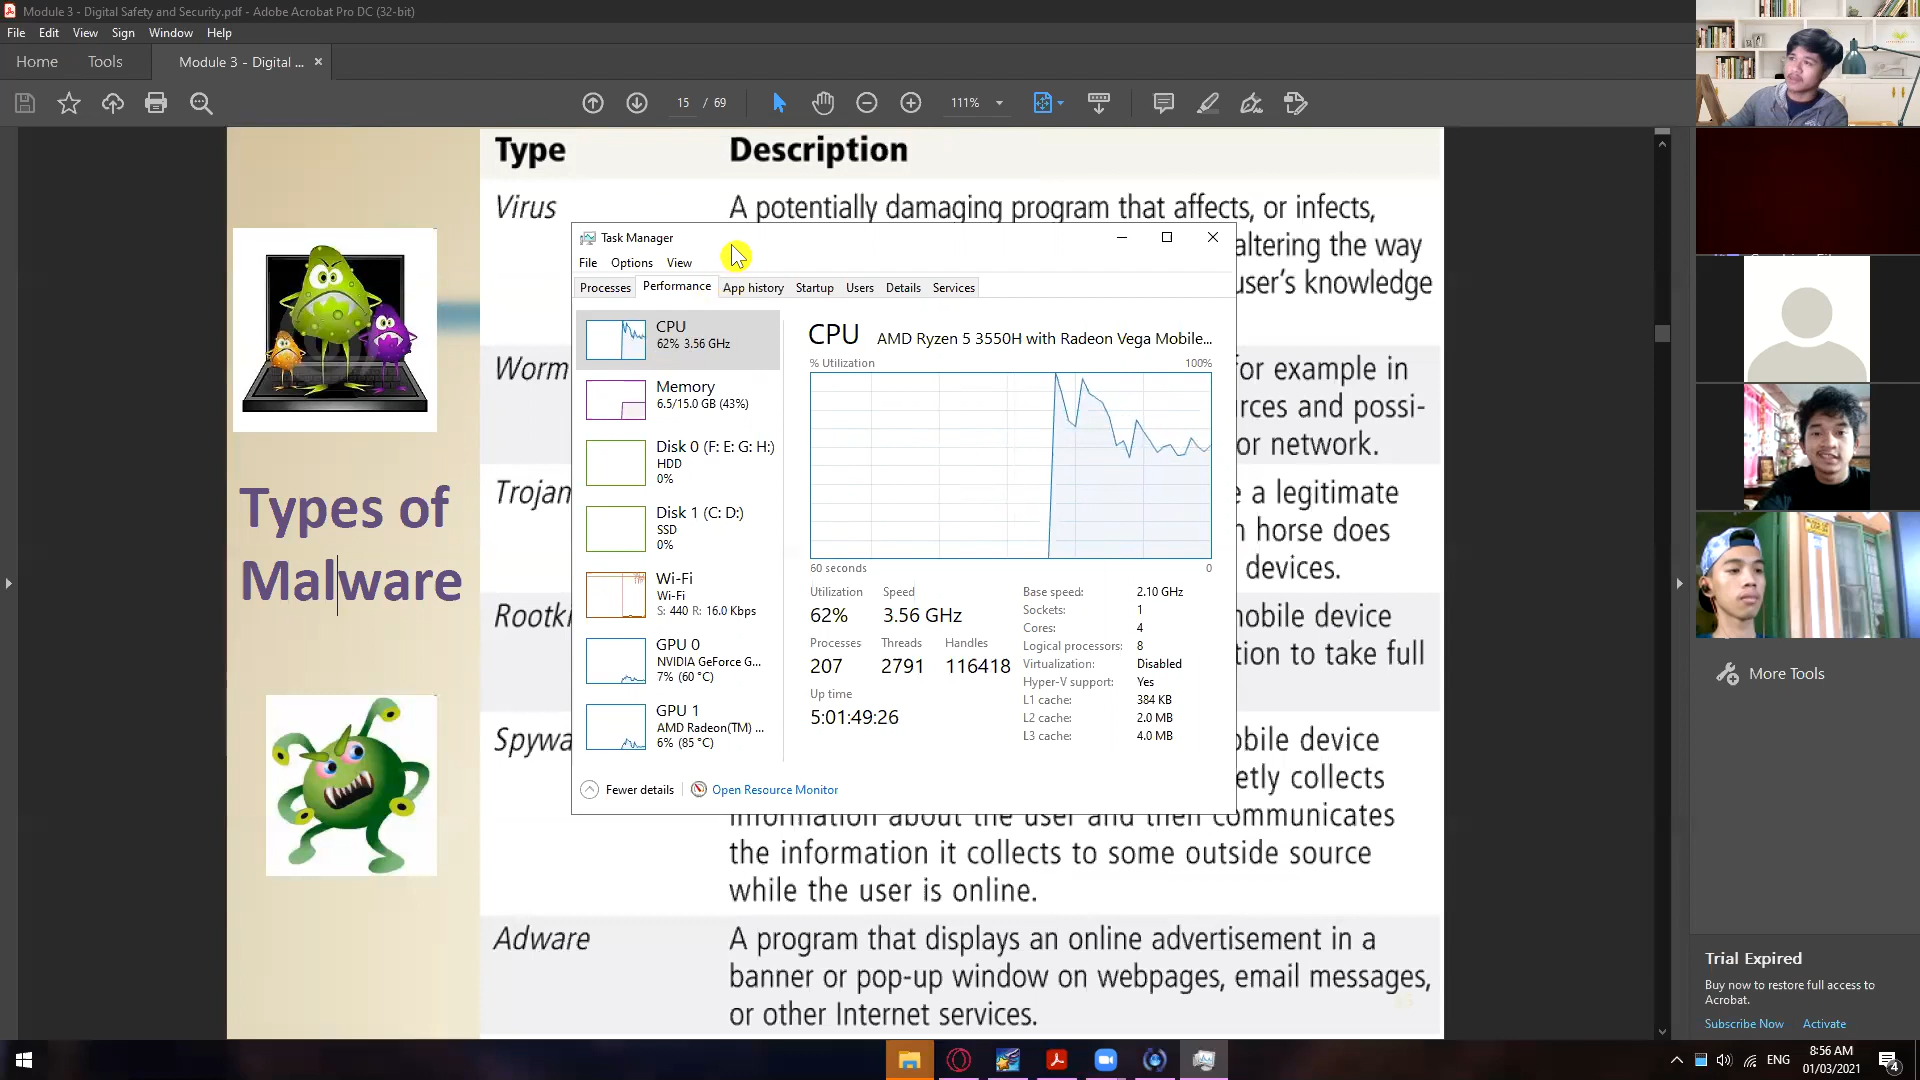 Module 3 - Digital Safety and Security.pdf - Adobe Acrobat Pro DC (32-bit)
File Edit View Sign Window Help
Home Tools Module 3 - Digital ... ×
15 / 69 111%
Type Description
Virus A potentially damaging program that affects, or infects,
altering the way
user's knowledge
Worm for example in
rces and possi-
or network.
Trojan e a legitimate
n horse does
devices.
Rootki mobile device
tion to take full
Spywa obile device
etly collects
information about the user and then communicates
the information it collects to some outside source
while the user is online.
Adware A program that displays an online advertisement in a
banner or pop-up window on webpages, email messages,
or other Internet services.
Types of
Malware
Task Manager
File Options View
Processes Performance App history Startup Users Details Services
CPU
62% 3.56 GHz
Memory
6.5/15.0 GB (43%)
Disk 0 (F: E: G: H:)
HDD
0%
Disk 1 (C: D:)
SSD
0%
Wi-Fi
Wi-Fi
S: 440 R: 16.0 Kbps
GPU 0
NVIDIA GeForce G...
7% (60 °C)
GPU 1
AMD Radeon(TM) ...
6% (85 °C)
CPU AMD Ryzen 5 3550H with Radeon Vega Mobile...
% Utilization 100%
60 seconds 0
Utilization Speed
62% 3.56 GHz
Processes Threads Handles
207 2791 116418
Up time
5:01:49:26
Base speed: 2.10 GHz
Sockets: 1
Cores: 4
Logical processors: 8
Virtualization: Disabled
Hyper-V support: Yes
L1 cache: 384 KB
L2 cache: 2.0 MB
L3 cache: 4.0 MB
Fewer details Open Resource Monitor
More Tools
Trial Expired
Buy now to restore full access to
Acrobat.
Subscribe Now Activate
ENG
8:56 AM
01/03/2021
4